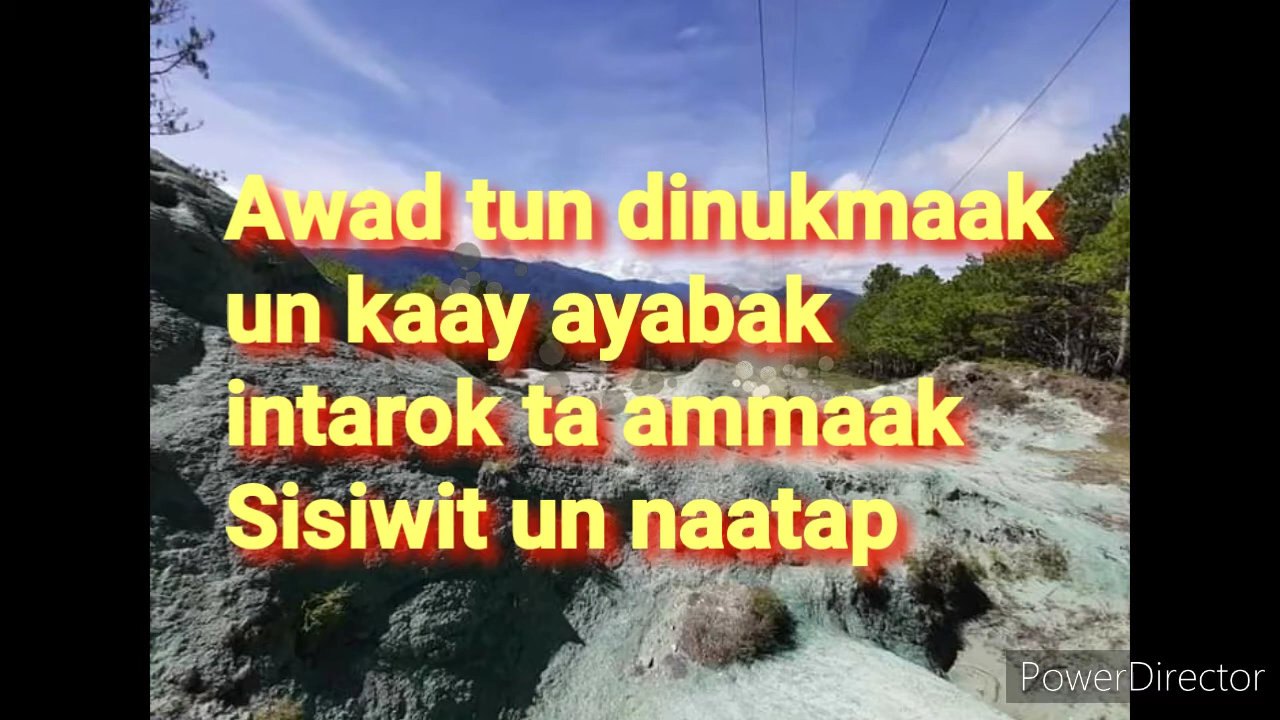 Awad tun dinukmaak
un kaay ayabak
intarok ta ammaak
Sisiwit un naatap
PowerDirector